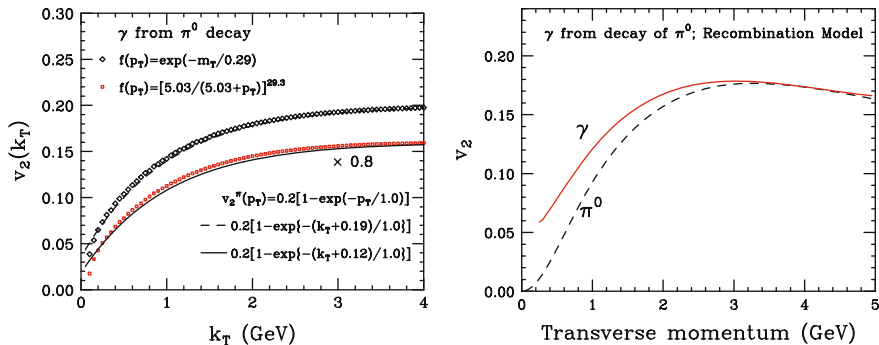 γ from π⁰ decay
f(p_T)=exp(−m_T/0.29)
f(p_T)=[5.03/(5.03+p_T)]^29.3
× 0.8
v₂^π(p_T)=0.2[1−exp(−p_T/1.0)]
0.2[1−exp{−(k_T+0.19)/1.0}]
0.2[1−exp{−(k_T+0.12)/1.0}]
0.30
0.25
0.20
0.15
0.10
0.05
0.00
v₂(k_T)
0
1
2
3
4
k_T (GeV)
γ from decay of π⁰; Recombination Model
γ
π⁰
0.20
0.15
0.10
0.05
0.00
v₂
0
1
2
3
4
5
Transverse momentum (GeV)